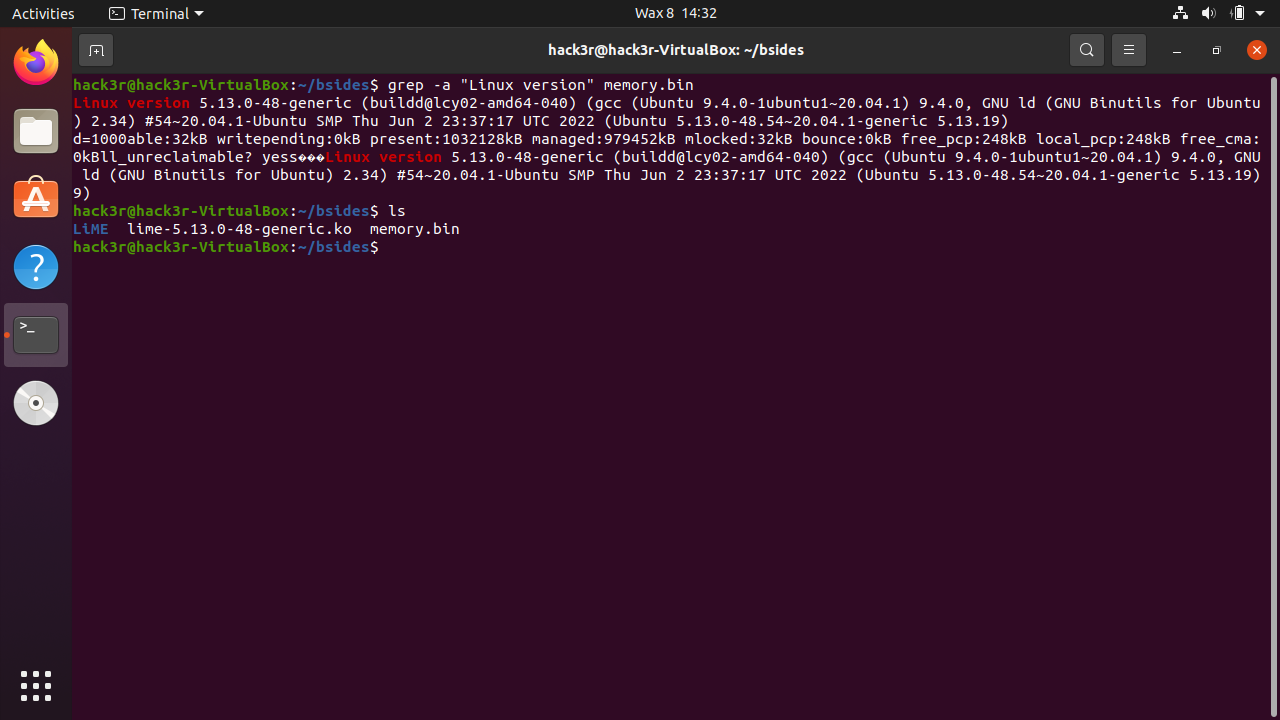 Activities Terminal Wax 8 14:32
hack3r@hack3r-VirtualBox: ~/bsides
hack3r@hack3r-VirtualBox:~/bsides$ grep -a "Linux version" memory.bin
Linux version 5.13.0-48-generic (buildd@lcy02-amd64-040) (gcc (Ubuntu 9.4.0-1ubuntu1~20.04.1) 9.4.0, GNU ld (GNU Binutils for Ubuntu
) 2.34) #54~20.04.1-Ubuntu SMP Thu Jun 2 23:37:17 UTC 2022 (Ubuntu 5.13.0-48.54~20.04.1-generic 5.13.19)
d=1000able:32kB writepending:0kB present:1032128kB managed:979452kB mlocked:32kB bounce:0kB free_pcp:248kB local_pcp:248kB free_cma:
0kBll_unreclaimable? yess���Linux version 5.13.0-48-generic (buildd@lcy02-amd64-040) (gcc (Ubuntu 9.4.0-1ubuntu1~20.04.1) 9.4.0, GNU
 ld (GNU Binutils for Ubuntu) 2.34) #54~20.04.1-Ubuntu SMP Thu Jun 2 23:37:17 UTC 2022 (Ubuntu 5.13.0-48.54~20.04.1-generic 5.13.19)
9)
hack3r@hack3r-VirtualBox:~/bsides$ ls
LiME  lime-5.13.0-48-generic.ko  memory.bin
hack3r@hack3r-VirtualBox:~/bsides$